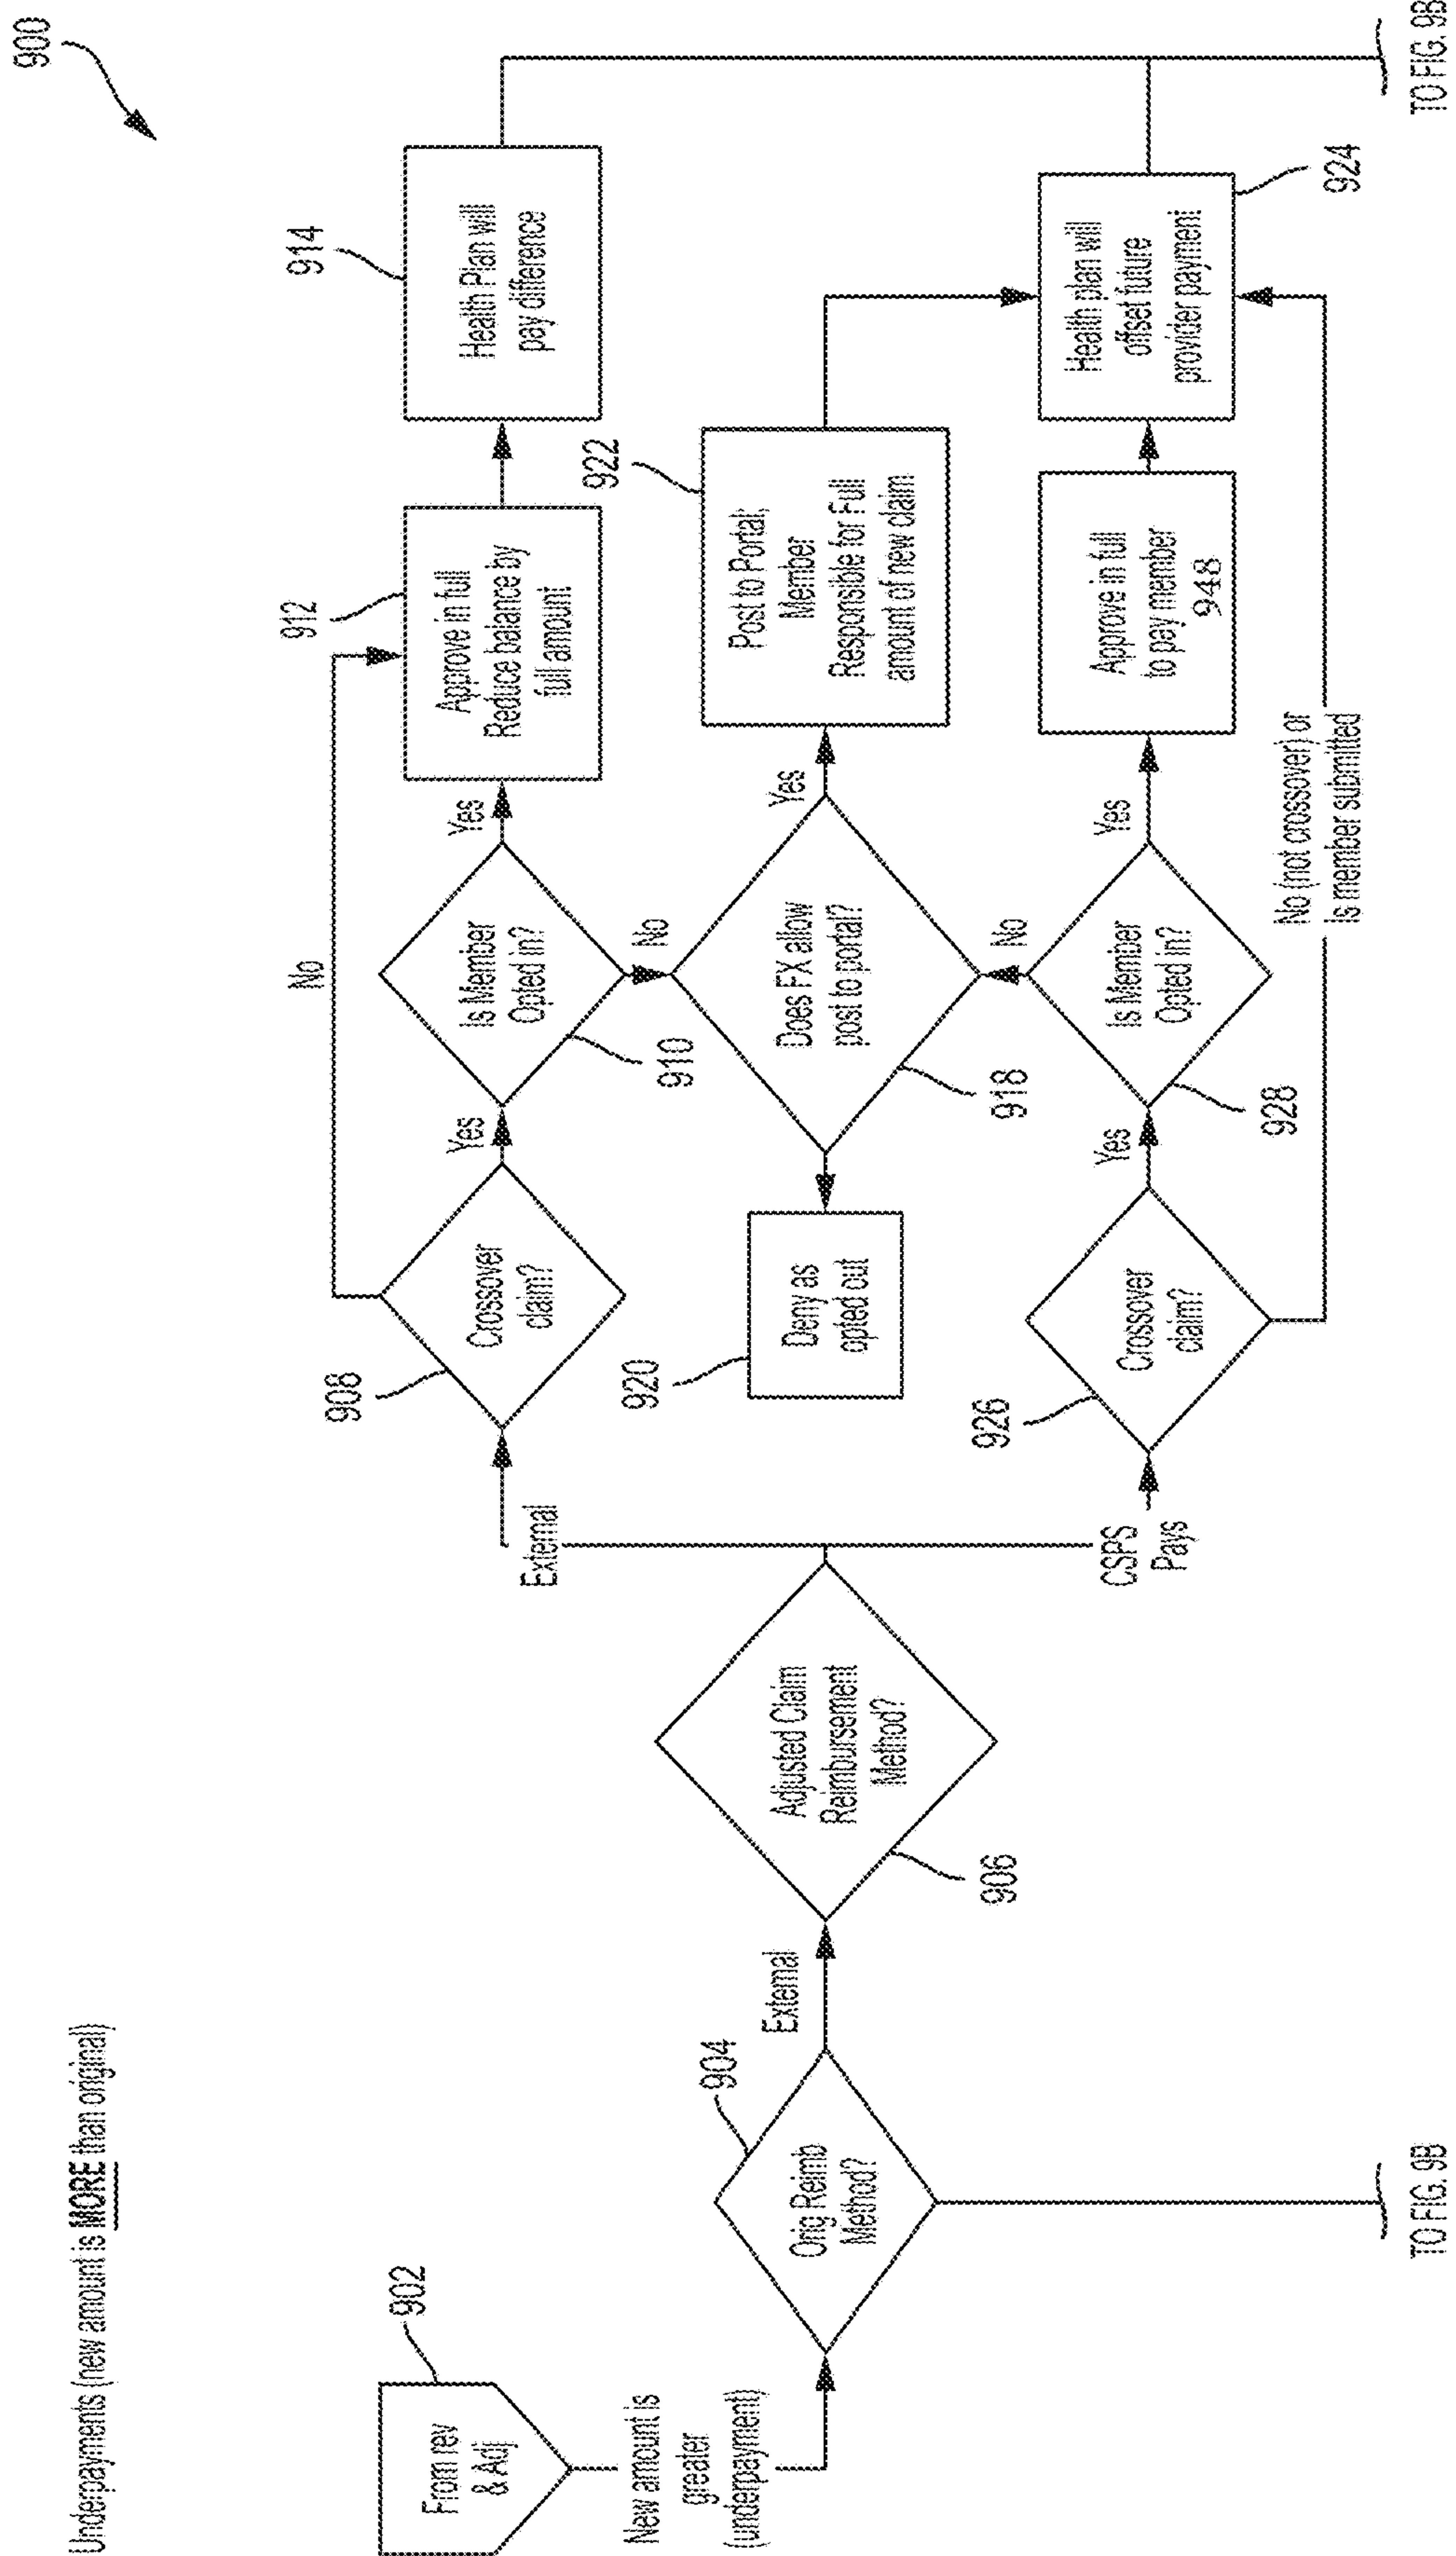 900
Underpayments (new amount is MORE than original)
902
From rev
& Adj
New amount is
greater
(underpayment)
904
Orig Reimb
Method?
External
906
Adjusted Claim
Reimbursement
Method?
External
CSPS
Pays
908
Crossover
claim?
No
Yes
910
Is Member
Opted in?
Yes
No
912
Approve in full
Reduce balance by
full amount
914
Health Plan will
pay difference
918
Does FX allow
post to portal?
Yes
920
Deny as
opted out
922
Post to Portal;
Member
Responsible for Full
amount of new claim
926
Crossover
claim?
Yes
No (not crossover) or
Is member submitted
928
Is Member
Opted in?
No
Yes
Approve in full
to pay member
948
924
Health plan will
offset future
provider payment
TO FIG. 9B
TO FIG. 9B